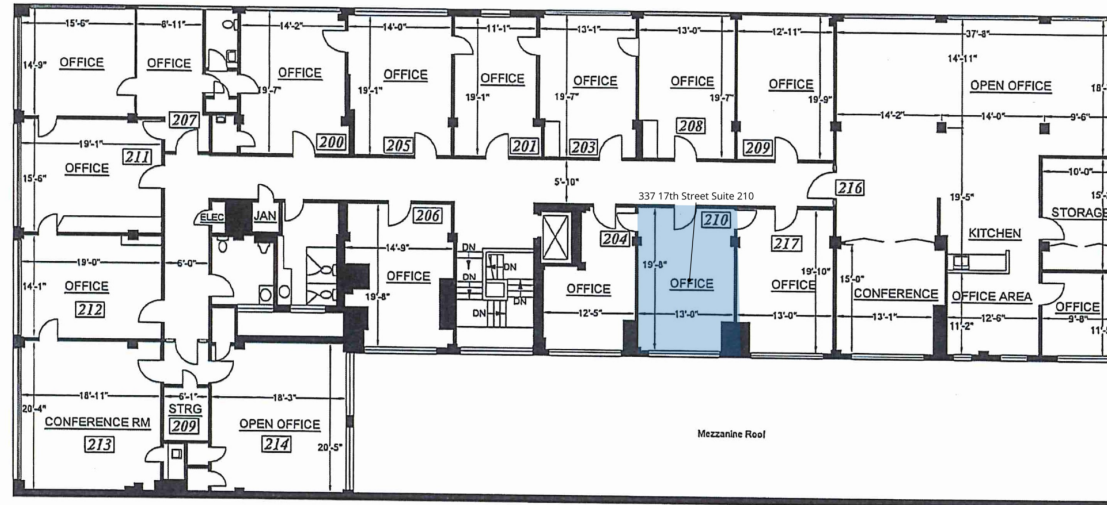 15'-6"
6'-11"
14'-2"
14'-0"
11'-1"
13'-1"
13'-0"
12'-11"
37'-8"
14'-9"
OFFICE
OFFICE
OFFICE
OFFICE
OFFICE
OFFICE
OFFICE
OFFICE
14'-11"
OPEN OFFICE
19'-7"
19'-1"
19'-1"
19'-7"
19'-7"
19'-9"
14'-2"
14'-0"
9'-6"
207
200
205
201
203
208
209
19'-1"
211
OFFICE
15'-6"
5'-10"
337 17th Street Suite 210
216
10'-0"
STORAGE
19'-5"
KITCHEN
ELEC
JAN
206
204
210
217
14'-9"
OFFICE
19'-8"
DN
DN
DN
DN
DN
19'-0"
OFFICE
14'-1"
212
6'-0"
OFFICE
12'-5"
19'-8"
OFFICE
13'-0"
19'-10"
OFFICE
13'-0"
15'-0"
CONFERENCE
13'-1"
OFFICE AREA
12'-6"
11'-2"
OFFICE
9'-8"
18'-11"
20'-4"
CONFERENCE RM
213
6'-1"
STRG
209
18'-3"
OPEN OFFICE
214
20'-5"
Mezzanine Roof